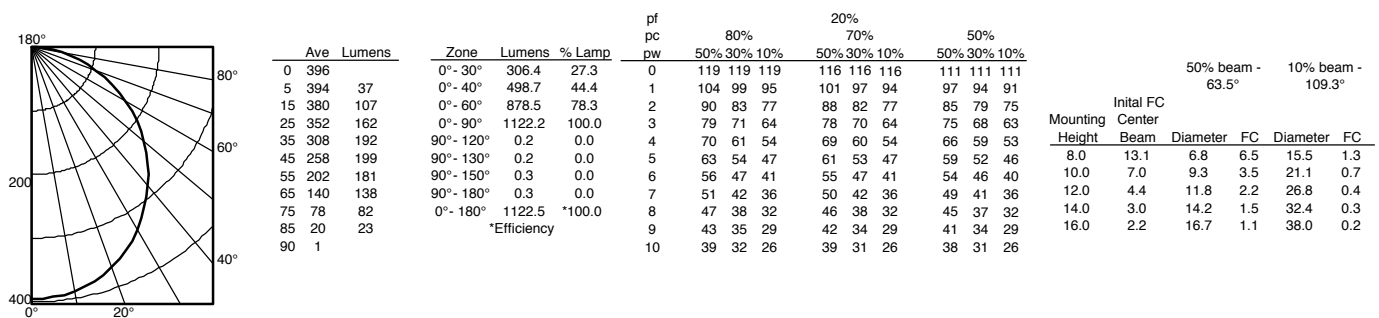 180°
80°
60°
200
40°
400
0° 20°
Ave Lumens
0 396
5 394 37
15 380 107
25 352 162
35 308 192
45 258 199
55 202 181
65 140 138
75 78 82
85 20 23
90 1
Zone Lumens % Lamp
0°- 30° 306.4 27.3
0°- 40° 498.7 44.4
0°- 60° 878.5 78.3
0°- 90° 1122.2 100.0
90°- 120° 0.2 0.0
90°- 130° 0.2 0.0
90°- 150° 0.3 0.0
90°- 180° 0.3 0.0
0°- 180° 1122.5 *100.0
*Efficiency
pf 20%
pc 80% 70% 50%
pw 50% 30% 10% 50% 30% 10% 50% 30% 10%
0 119 119 119 116 116 116 111 111 111
1 104 99 95 101 97 94 97 94 91
2 90 83 77 88 82 77 85 79 75
3 79 71 64 78 70 64 75 68 63
4 70 61 54 69 60 54 66 59 53
5 63 54 47 61 53 47 59 52 46
6 56 47 41 55 47 41 54 46 40
7 51 42 36 50 42 36 49 41 36
8 47 38 32 46 38 32 45 37 32
9 43 35 29 42 34 29 41 34 29
10 39 32 26 39 31 26 38 31 26
50% beam - 10% beam -
63.5° 109.3°
Inital FC
Mounting Center
Height Beam Diameter FC Diameter FC
8.0 13.1 6.8 6.5 15.5 1.3
10.0 7.0 9.3 3.5 21.1 0.7
12.0 4.4 11.8 2.2 26.8 0.4
14.0 3.0 14.2 1.5 32.4 0.3
16.0 2.2 16.7 1.1 38.0 0.2